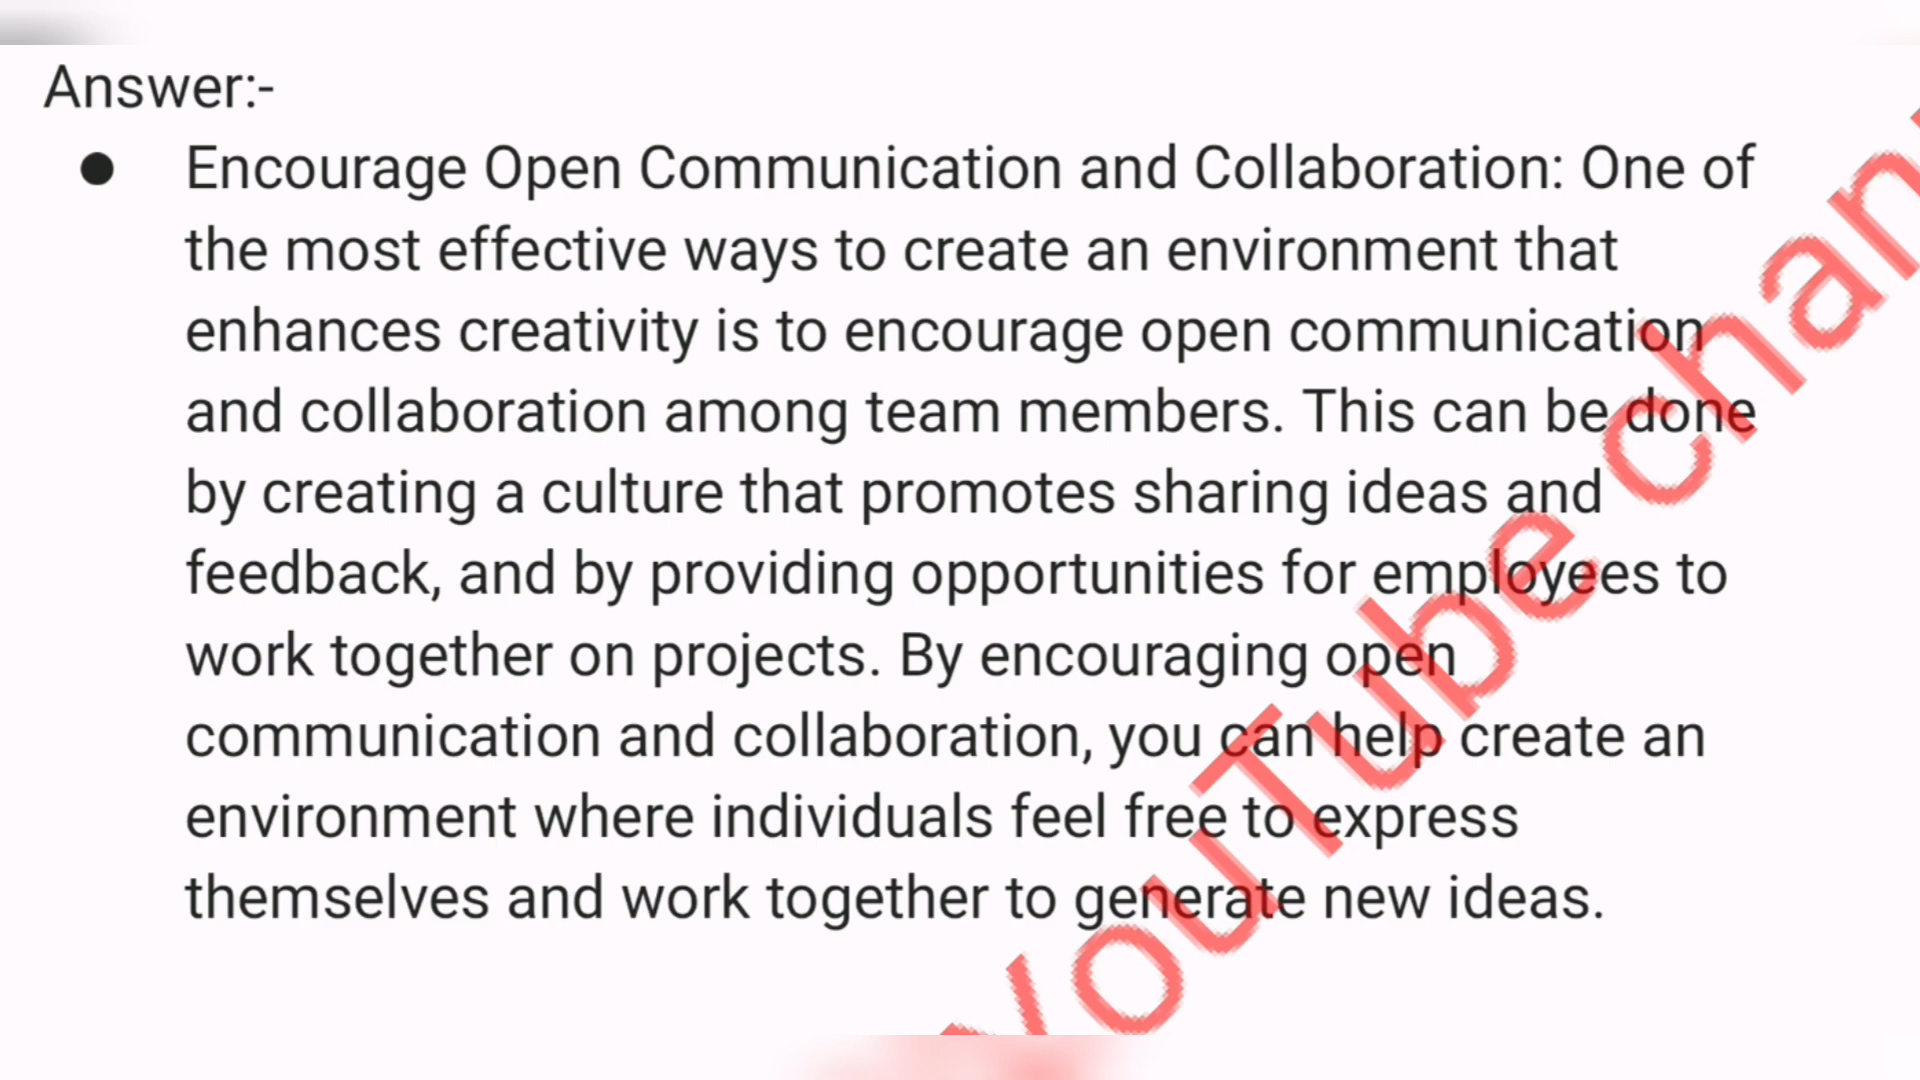 Answer:-
● Encourage Open Communication and Collaboration: One of
the most effective ways to create an environment that
enhances creativity is to encourage open communication
and collaboration among team members. This can be done
by creating a culture that promotes sharing ideas and
feedback, and by providing opportunities for employees to
work together on projects. By encouraging open
communication and collaboration, you can help create an
environment where individuals feel free to express
themselves and work together to generate new ideas.
YouTube